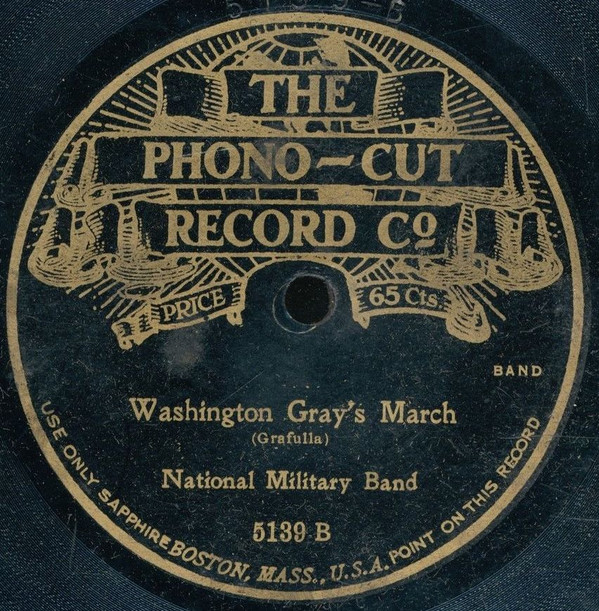 5139-B
THE
PHONO-CUT
RECORD Co
PRICE 65 Cts.
BAND
Washington Gray's March
(Grafulla)
National Military Band
5139 B
USE ONLY SAPPHIRE POINT ON THIS RECORD
BOSTON, MASS., U.S.A.